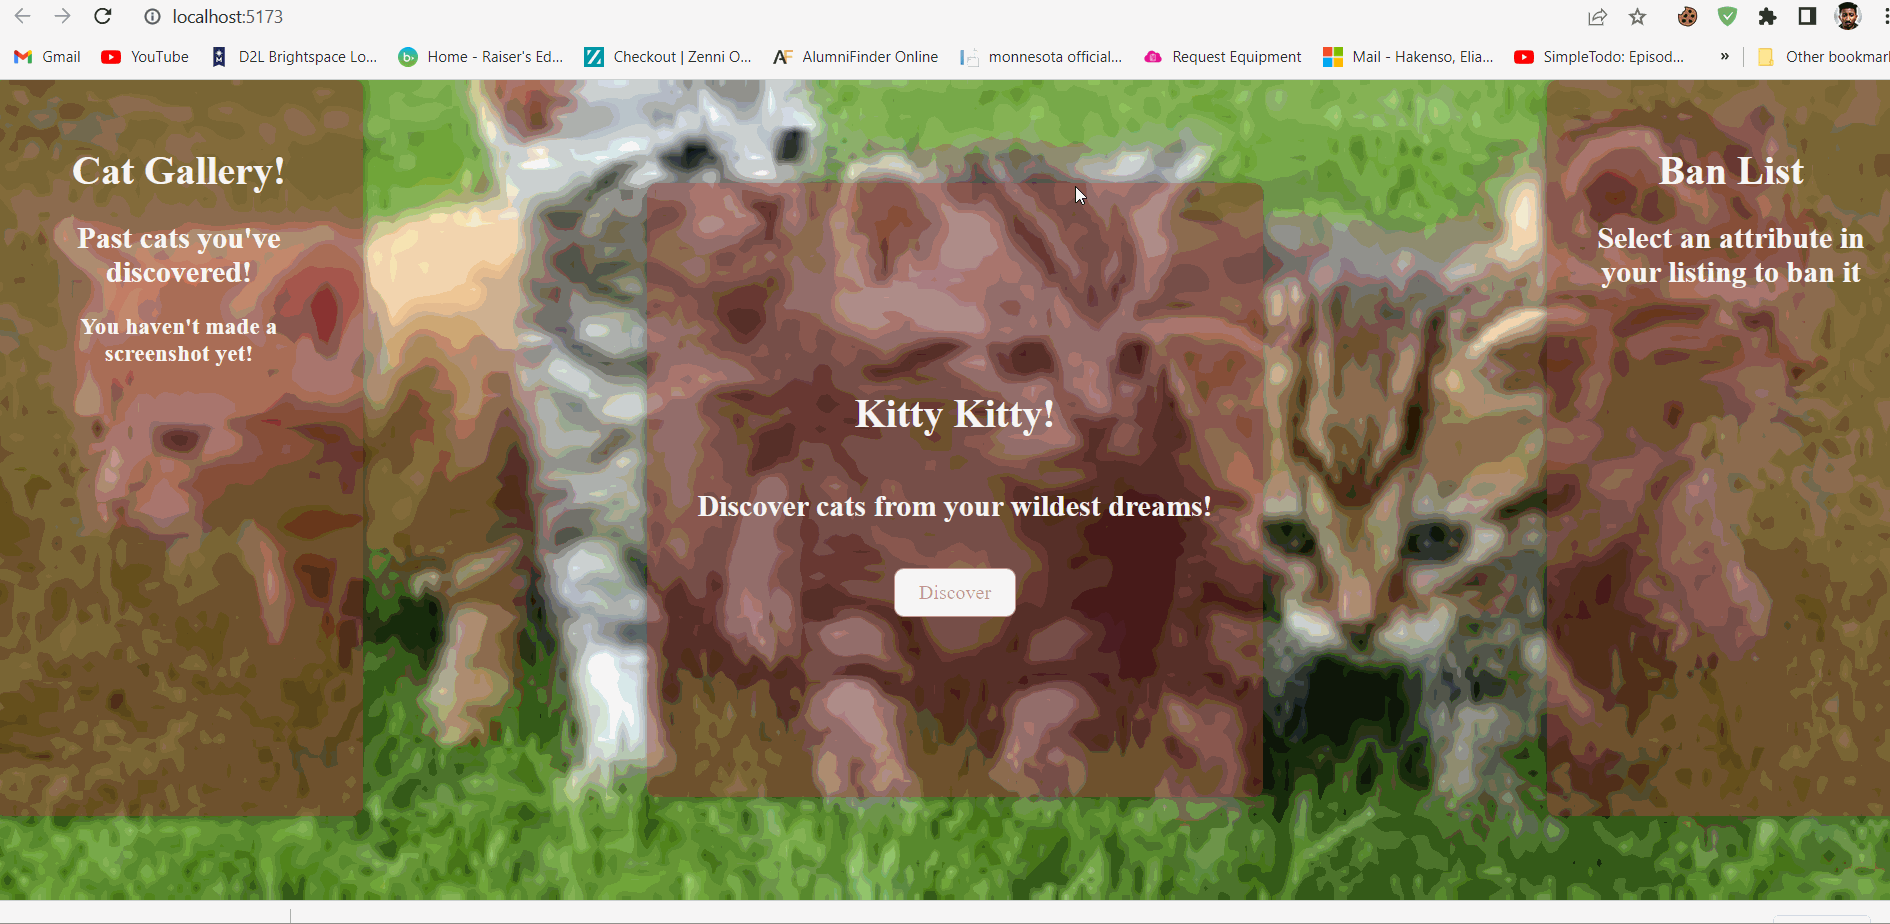 localhost:5173
Gmail
YouTube
D2L Brightspace Lo...
Home - Raiser's Ed...
Checkout | Zenni O...
AlumniFinder Online
monnesota official...
Request Equipment
Mail - Hakenso, Elia...
SimpleTodo: Episod...
»
Other bookmar
Cat Gallery!
Past cats you've
discovered!
You haven't made a
screenshot yet!
Kitty Kitty!
Discover cats from your wildest dreams!
Discover
Ban List
Select an attribute in
your listing to ban it